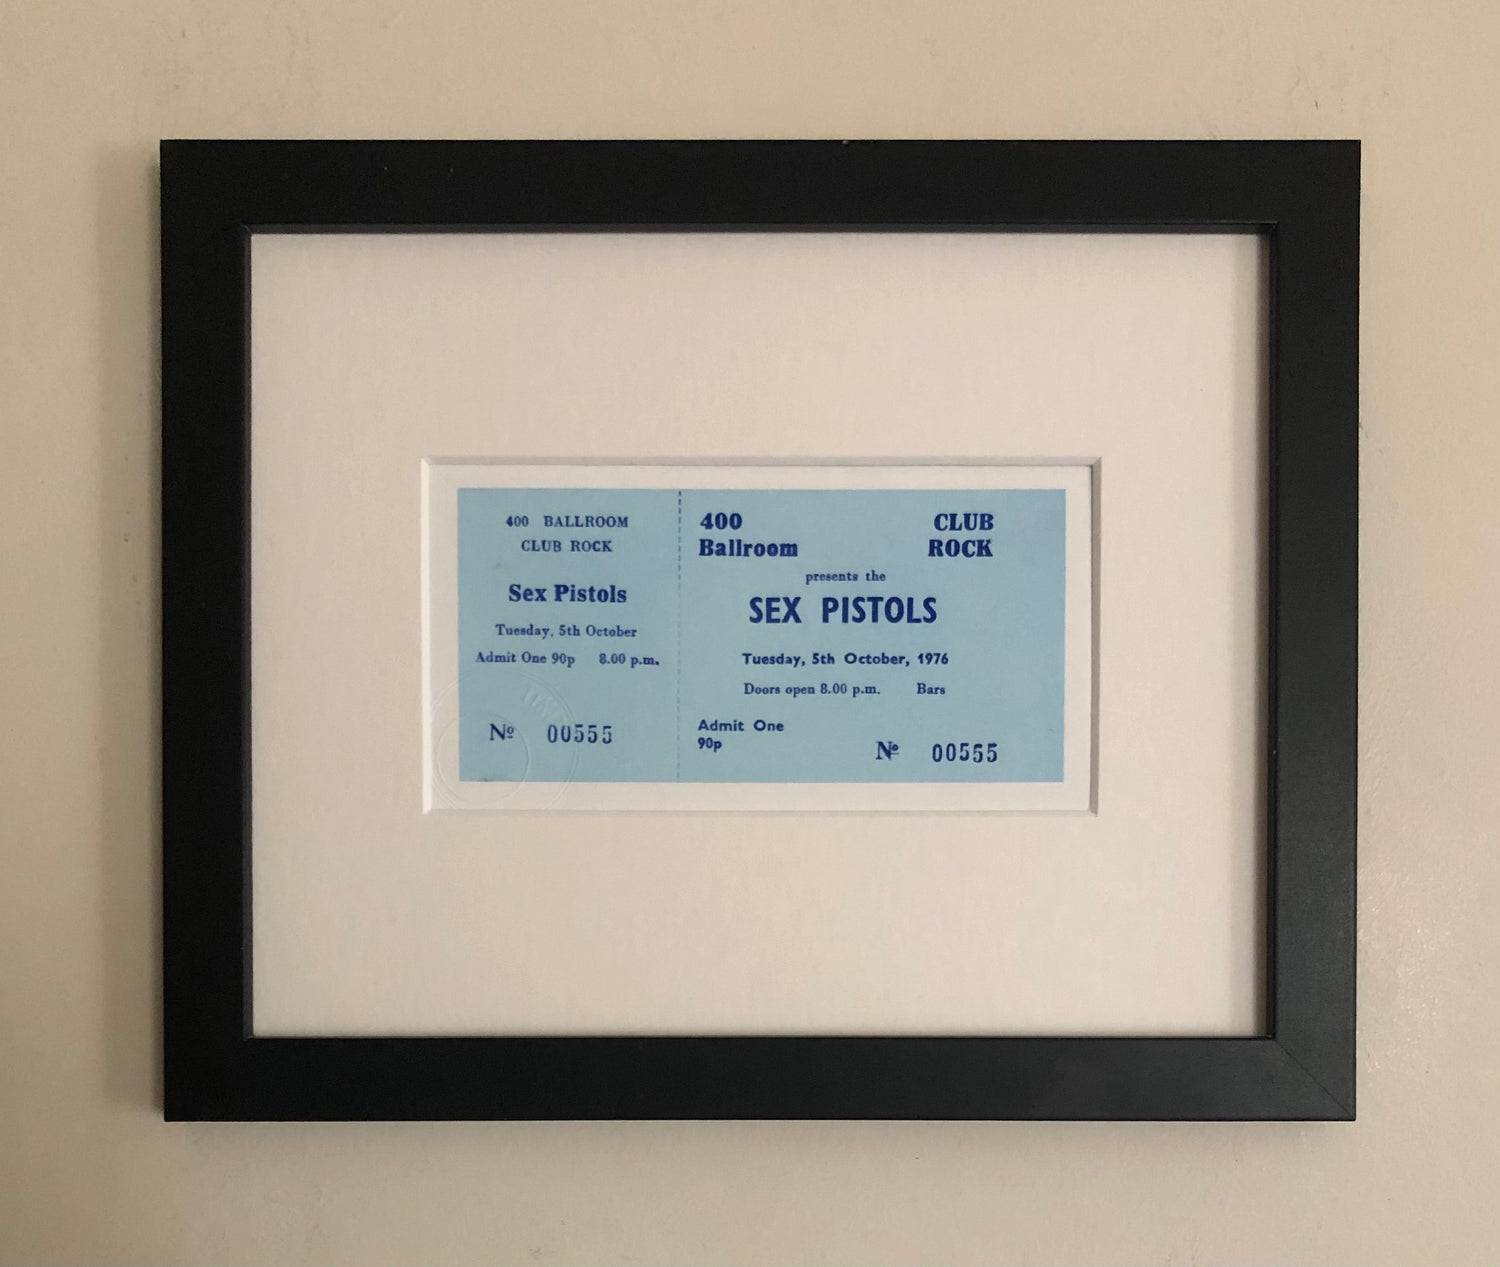 400 BALLROOM
CLUB ROCK
Sex Pistols
Tuesday, 5th October
Admit One 90p 8.00 p.m.
Nº 00555
400 CLUB
Ballroom ROCK
presents the
SEX PISTOLS
Tuesday, 5th October, 1976
Doors open 8.00 p.m. Bars
Admit One
90p
Nº 00555